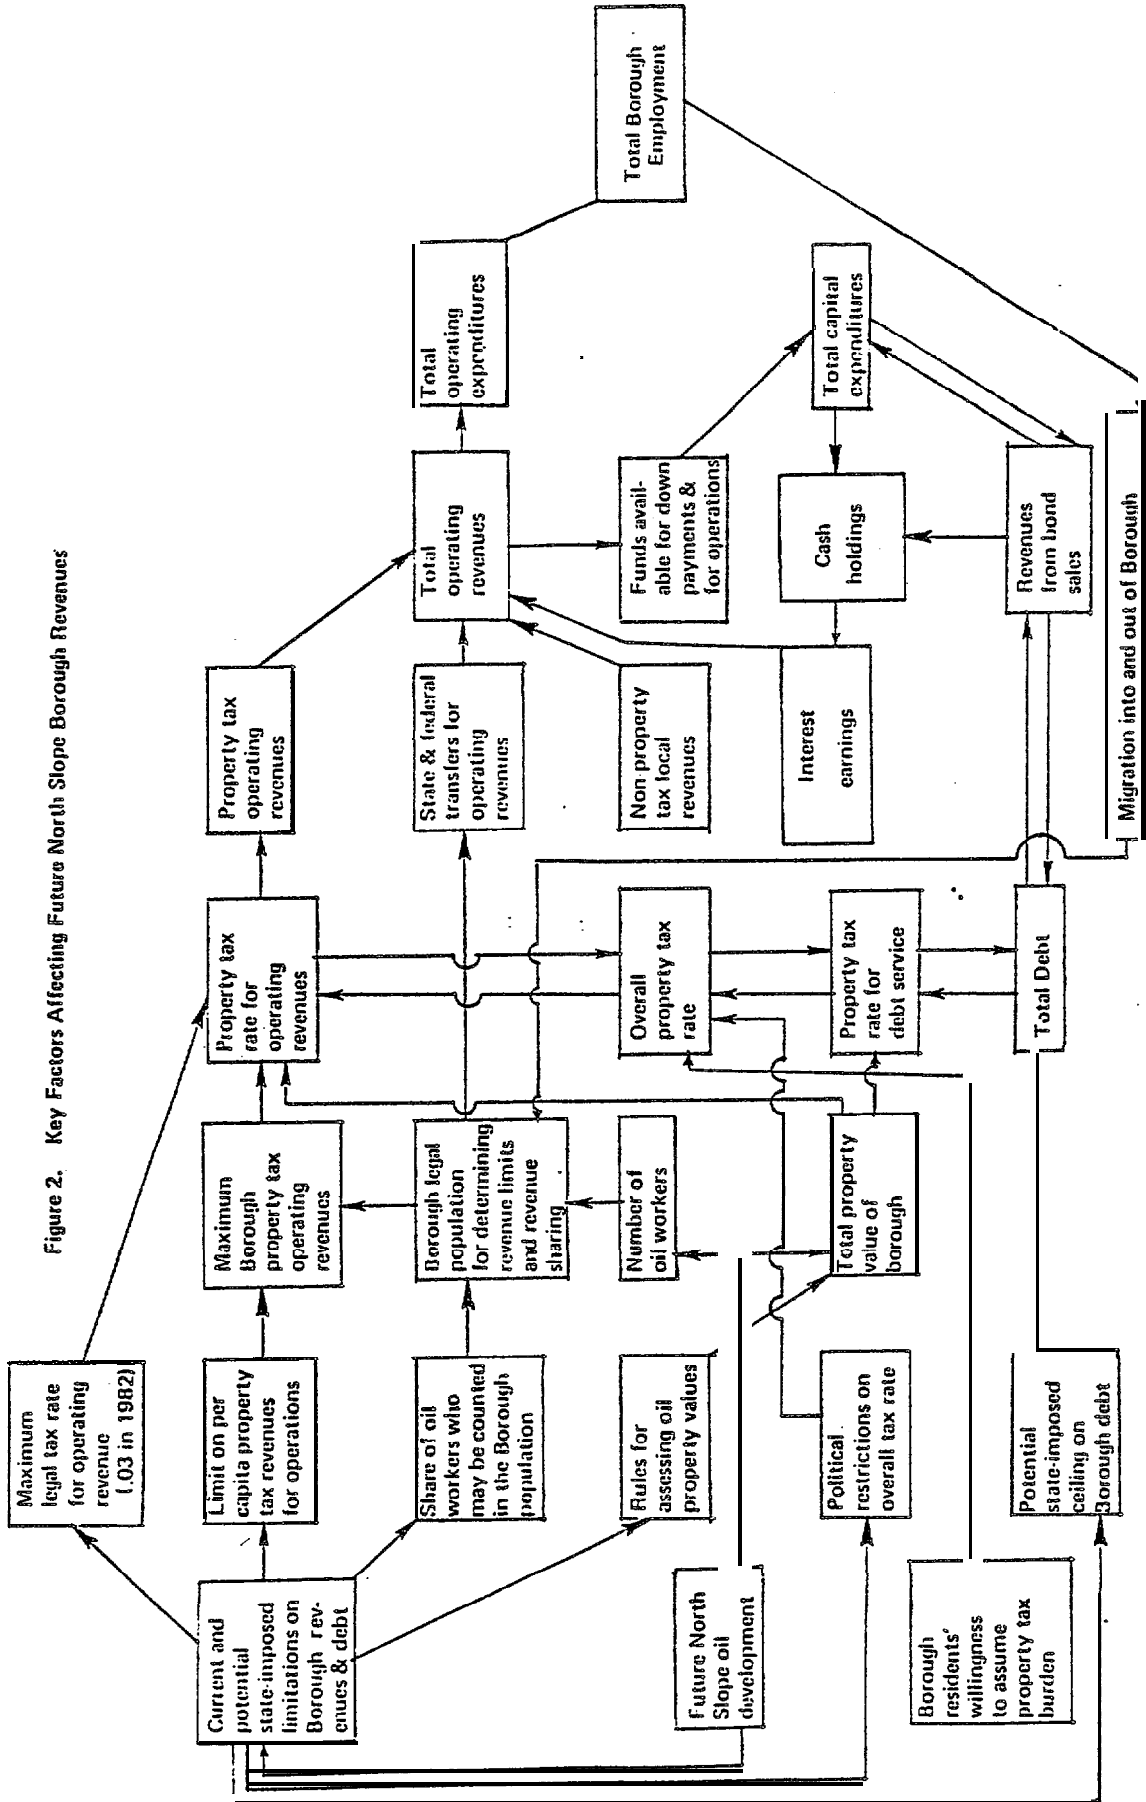 Figure 2. Key Factors Affecting Future North Slope Borough Revenues
Maximum
legal tax rate
for operating
revenue
(.03 in 1982)
Current and
potential
state-imposed
limitations on
Borough rev-
enues & debt
Limit on per
capita property
tax revenues
for operations
Maximum
Borough
property tax
operating
revenues
Property tax
rate for
operating
revenues
Property tax
operating
revenues
Share of oil
workers who
may be counted
in the Borough
population
Borough legal
population
for determining
revenue limits
and revenue
sharing
State & federal
transfers for
operating
revenues
Total
operating
revenues
Total
operating
expenditures
Total Borough
Employment
Rules for
assessing oil
property values
Number of
oil workers
Overall
property tax
rate
Non-property
tax local
revenues
Funds avail-
able for down
payments &
for operations
Future North
Slope oil
development
Political
restrictions on
overall tax rate
Total property
value of
borough
Property tax
rate for
debt service
Interest
earnings
Cash
holdings
Total capital
expenditures
Borough
residents'
willingness
to assume
property tax
burden
Potential
state-imposed
ceiling on
Borough debt
Total Debt
Revenues
from bond
sales
Migration into and out of Borough